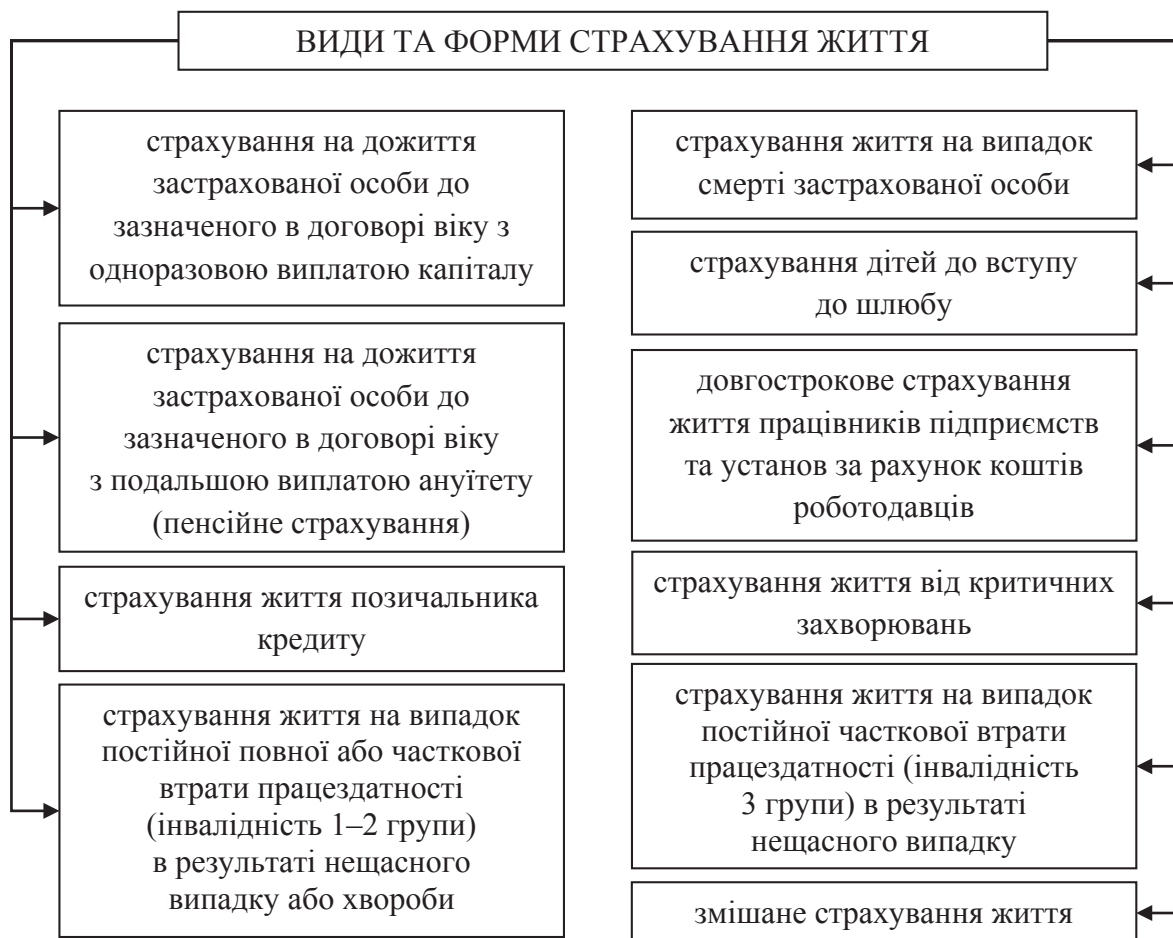 ВИДИ ТА ФОРМИ СТРАХУВАННЯ ЖИТТЯ
страхування на дожиття
застрахованої особи до
зазначеного в договорі віку з
одноразовою виплатою капіталу
страхування на дожиття
застрахованої особи до
зазначеного в договорі віку
з подальшою виплатою ануїтету
(пенсійне страхування)
страхування життя позичальника
кредиту
страхування життя на випадок
постійної повної або часткової
втрати працездатності
(інвалідність 1–2 групи)
в результаті нещасного
випадку або хвороби
страхування життя на випадок
смерті застрахованої особи
страхування дітей до вступу
до шлюбу
довгострокове страхування
життя працівників підприємств
та установ за рахунок коштів
роботодавців
страхування життя від критичних
захворювань
страхування життя на випадок
постійної часткової втрати
працездатності (інвалідність
3 групи) в результаті
нещасного випадку
змішане страхування життя